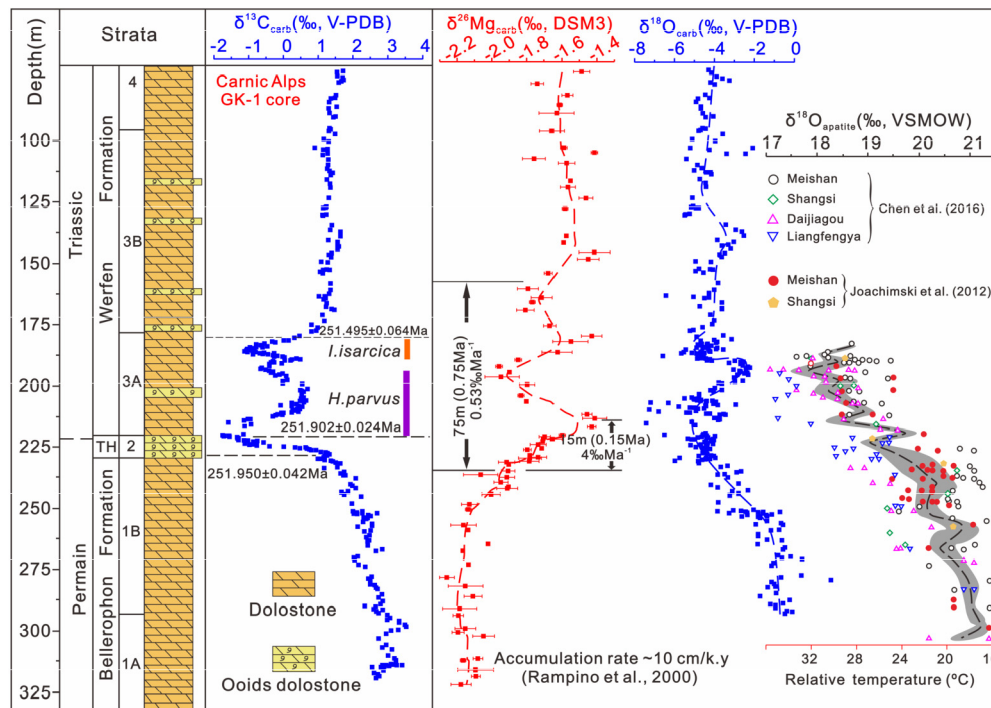 δ¹³Ccarb(‰, V-PDB)
δ²⁶Mgcarb(‰, DSM3)
δ¹⁸Ocarb(‰, V-PDB)
Depth(m)
Strata
-2 0 2 3 4
-2.2 -2.0 -1.8 -1.6 -1.4
-8 -6 -4 -2 0
Carnic Alps
GK-1 core
δ¹⁸Oapatite(‰, VSMOW)
17 18 19 20 21
Meishan
Shangsi
Daijiagou
Liangfengya
Chen et al. (2016)
Meishan
Shangsi
Joachimski et al. (2012)
100
125
150
175
200
225
250
275
300
325
Triassic
Permain
Werfen Formation
TH
Bellerophon Formation
4
3B
3A
2
1B
1A
251.495±0.064Ma
I.isarcica
H.parvus
251.902±0.024Ma
251.950±0.042Ma
75m (0.75Ma)
0.53‰Ma⁻¹
15m (0.15Ma)
4‰Ma⁻¹
Dolostone
Ooids dolostone
Accumulation rate ~10 cm/k.y
(Rampino et al., 2000)
32 28 24 20 16
Relative temperature (ºC)